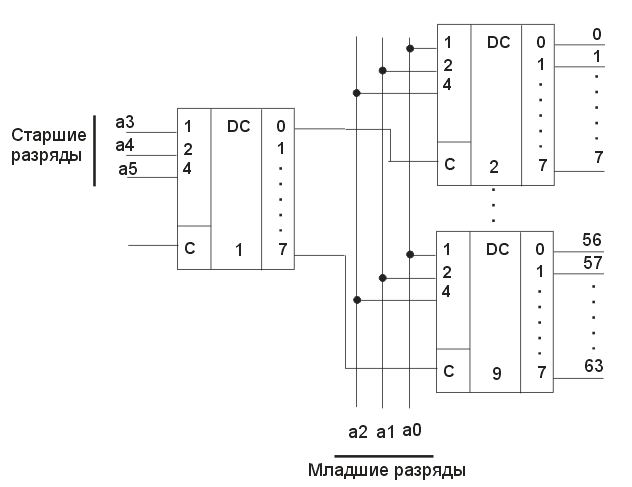 1 DC 0 0
2 1 1
4
7 7
C 2
Старшие
разряды
a3 1 DC 0
a4 2 1
a5 4
C 1 7
1 DC 0 56
2 1 57
4
7 63
C 9
a2 a1 a0
Младшие разряды